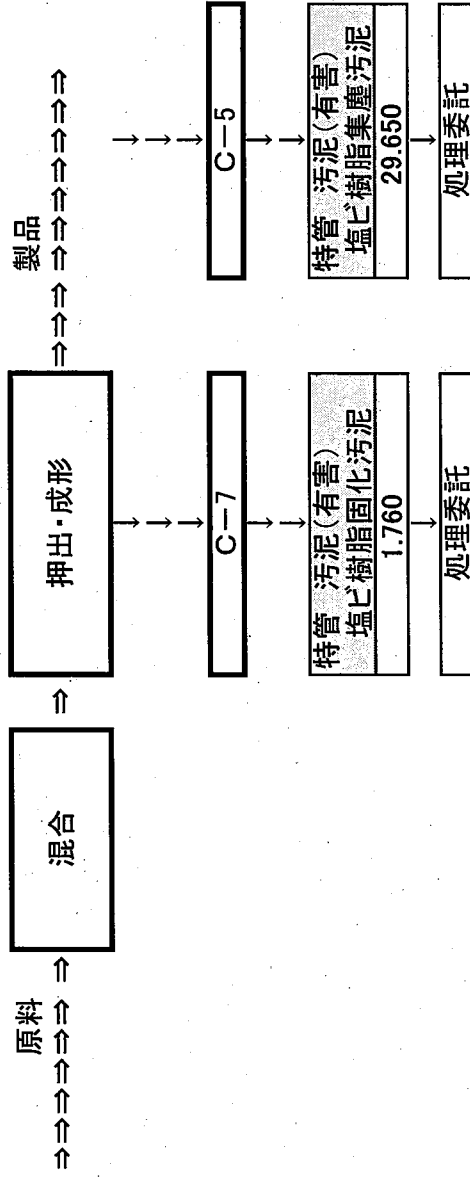 原料
⇒⇒⇒⇒⇒⇒⇒ ⇒
混合
⇒
押出・成形
製品
⇒⇒⇒ ⇒⇒⇒⇒⇒⇒⇒⇒
→→→
C－7
→→
特管 汚泥(有害)
塩ビ樹脂固化汚泥
1.760
→
処理委託
→→→
C－5
→→
特管 汚泥(有害)
塩ビ樹脂集塵汚泥
29.650
→
処理委託